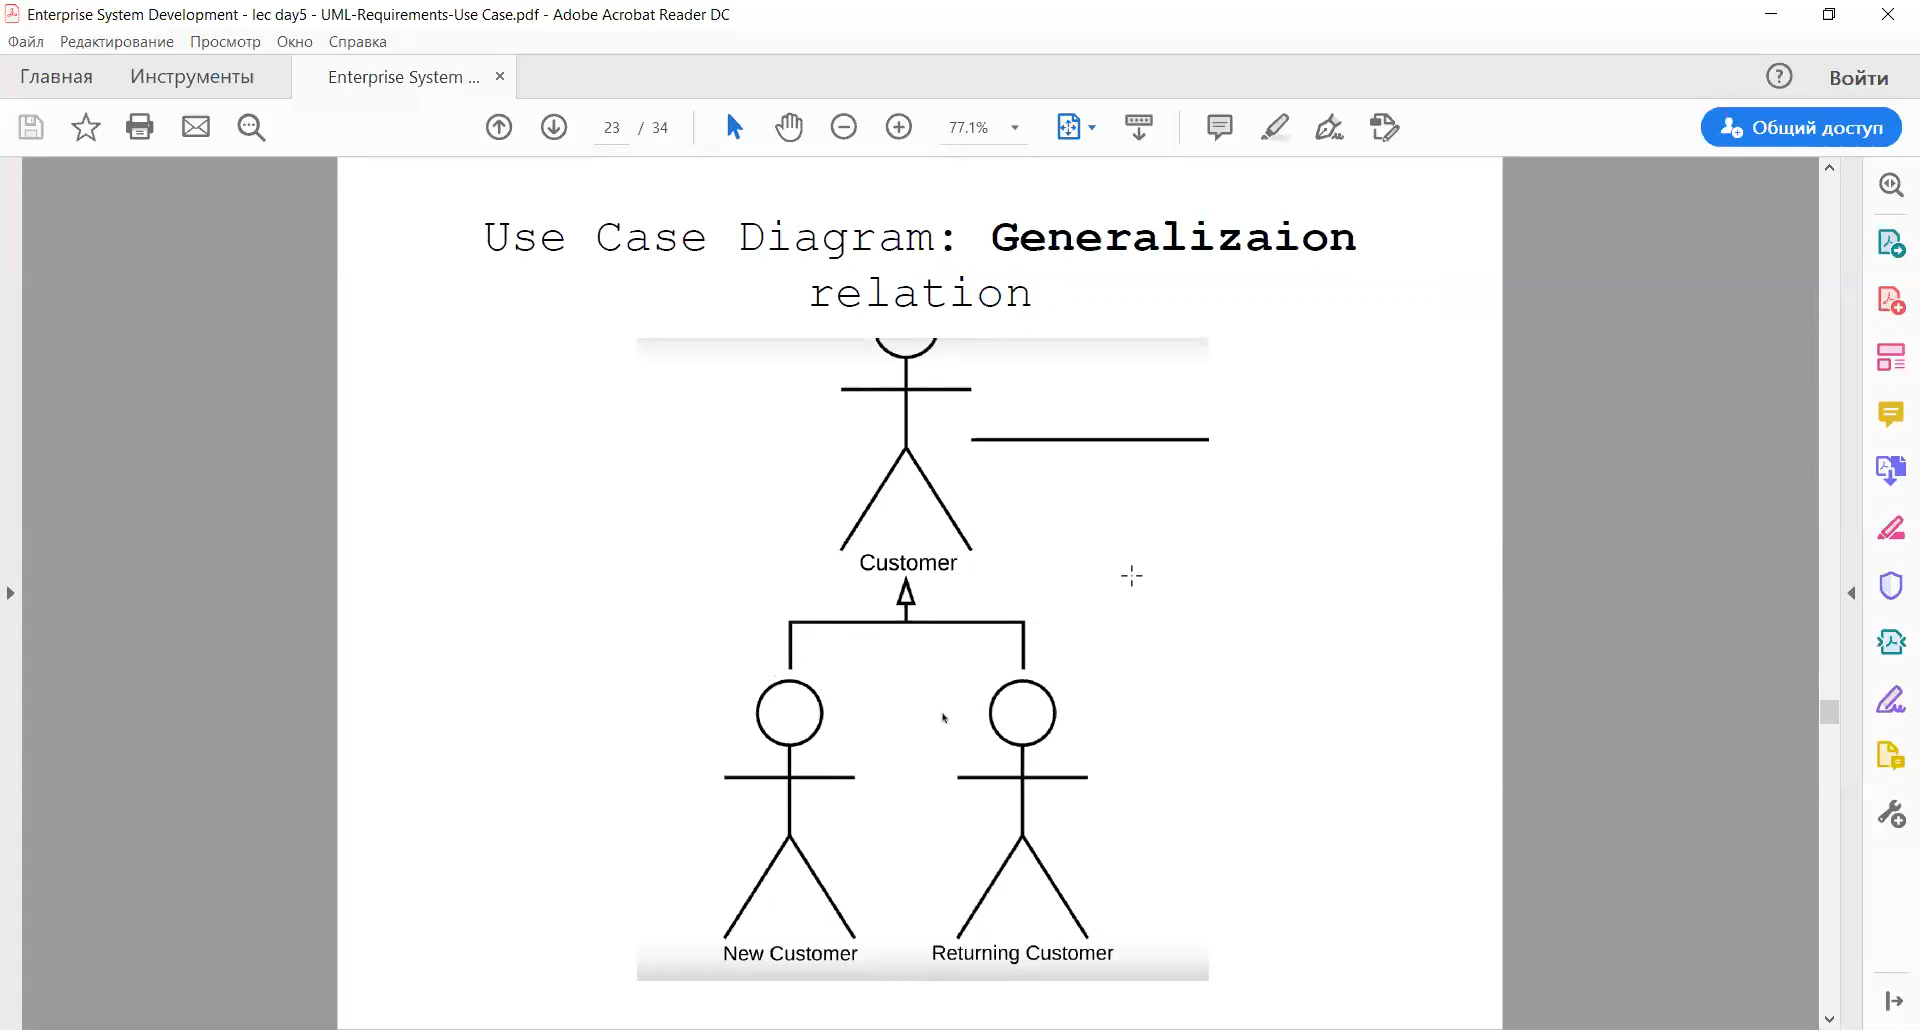 Enterprise System Development - lec day5 - UML-Requirements-Use Case.pdf - Adobe Acrobat Reader DC
Файл Редактирование Просмотр Окно Справка
Главная Инструменты Enterprise System ... × Войти
23 / 34 77.1% Общий доступ
Use Case Diagram: Generalizaion
relation
Customer
New Customer Returning Customer